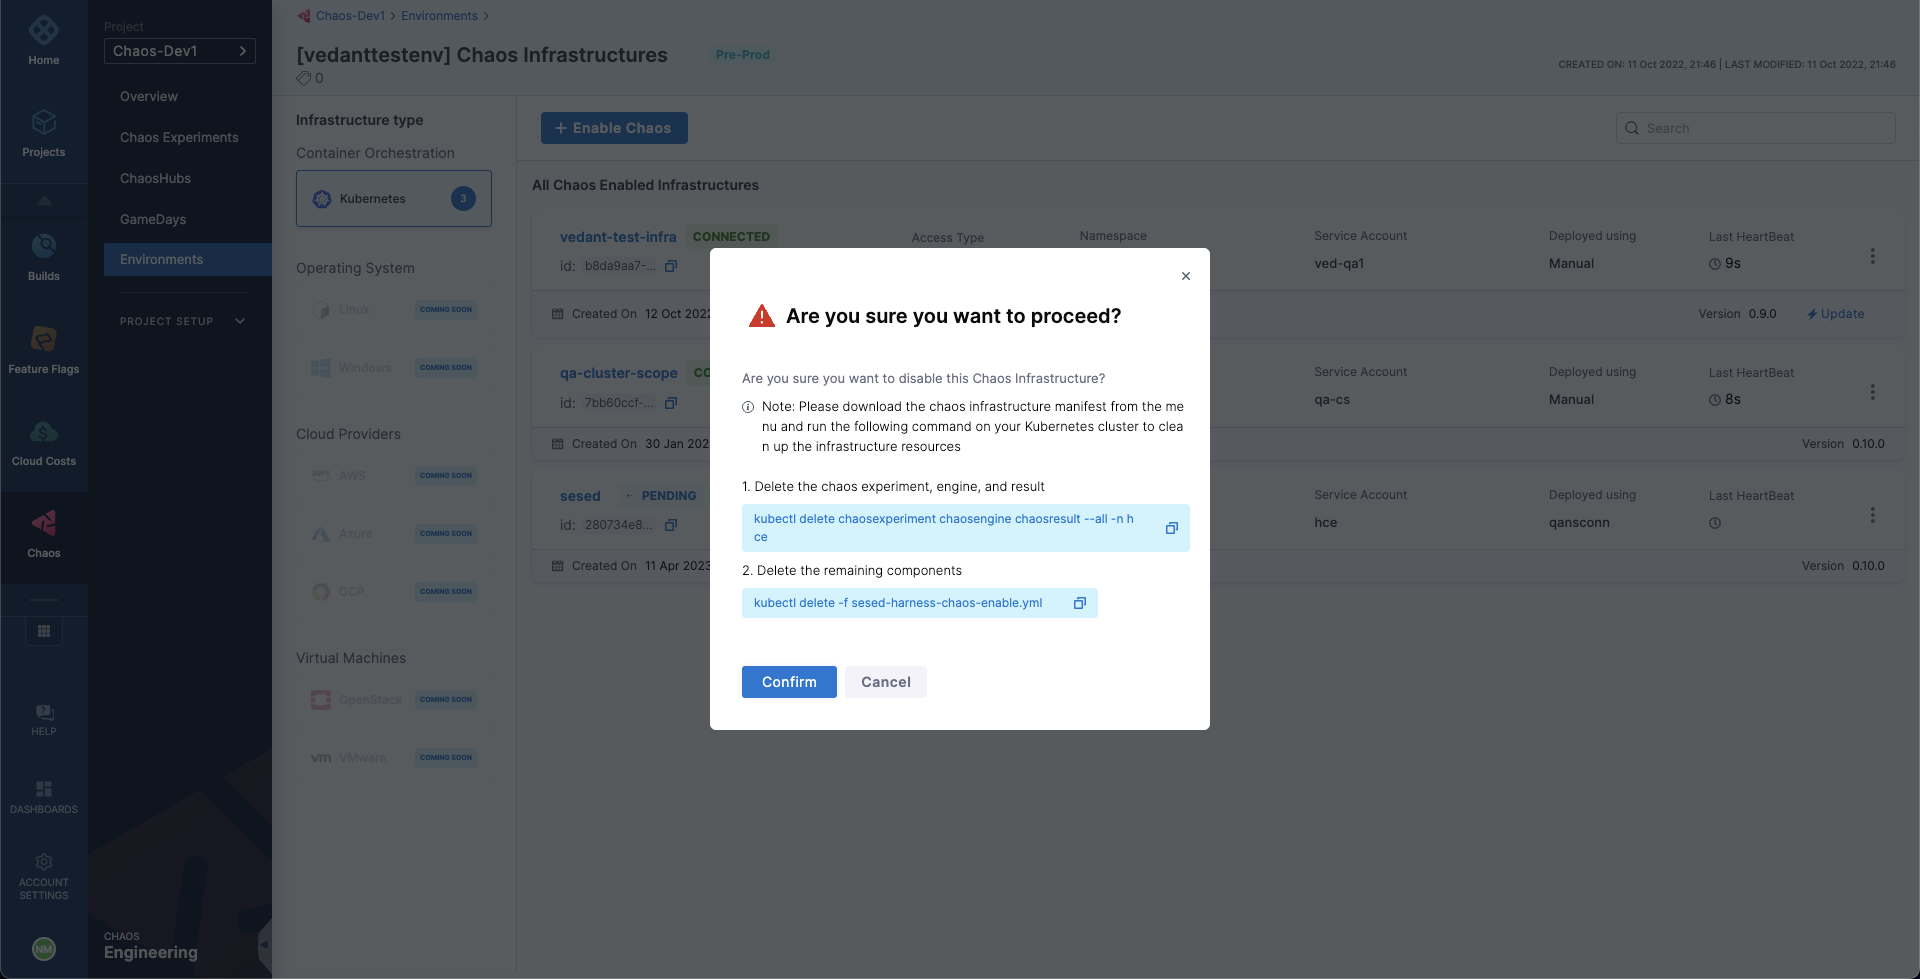 Home
Projects
Builds
Feature Flags
Cloud Costs
Chaos
HELP
DASHBOARDS
ACCOUNT
SETTINGS
NM
Project
Chaos-Dev1
Overview
Chaos Experiments
ChaosHubs
GameDays
Environments
PROJECT SETUP
CHAOS
Engineering
Chaos-Dev1 > Environments >
[vedanttestenv] Chaos Infrastructures
Pre-Prod
0
CREATED ON: 11 Oct 2022, 21:46 | LAST MODIFIED: 11 Oct 2022, 21:46
Infrastructure type
Container Orchestration
Kubernetes 3
Operating System
Linux COMING SOON
Windows COMING SOON
Cloud Providers
aws AWS COMING SOON
Azure COMING SOON
GCP COMING SOON
Virtual Machines
OpenStack COMING SOON
vm VMware COMING SOON
+ Enable Chaos
Search
All Chaos Enabled Infrastructures
vedant-test-infra CONNECTED Access Type Namespace Service Account Deployed using Last HeartBeat
id: b8da9aa7-... ved-qa1 Manual 9s
Created On 12 Oct 2022 Version 0.9.0 Update
qa-cluster-scope CO Service Account Deployed using Last HeartBeat
id: 7bb60ccf-... qa-cs Manual 8s
Created On 30 Jan 202 Version 0.10.0
sesed PENDING Service Account Deployed using Last HeartBeat
id: 280734e8... hce qansconn
Created On 11 Apr 2023 Version 0.10.0
Are you sure you want to proceed?
Are you sure you want to disable this Chaos Infrastructure?
Note: Please download the chaos infrastructure manifest from the me
nu and run the following command on your Kubernetes cluster to clea
n up the infrastructure resources
1. Delete the chaos experiment, engine, and result
kubectl delete chaosexperiment chaosengine chaosresult --all -n h
ce
2. Delete the remaining components
kubectl delete -f sesed-harness-chaos-enable.yml
Confirm
Cancel